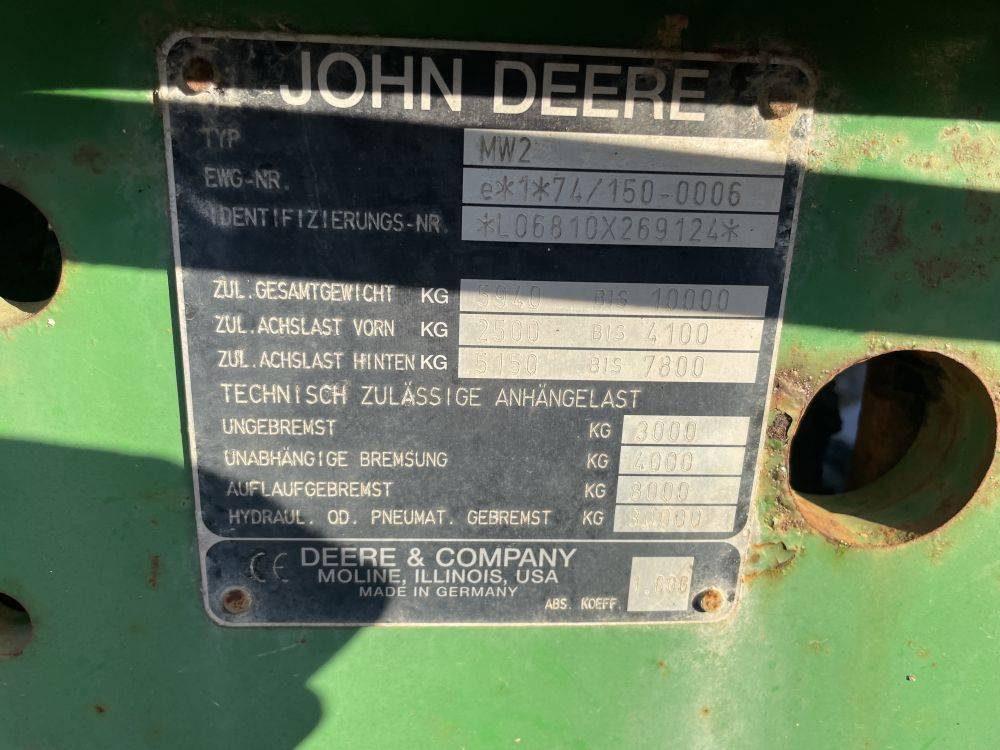 JOHN DEERE
TYP MW2
EWG-NR. e*1*74/150-0006
IDENTIFIZIERUNGS-NR. *L06810X269124*
ZUL.GESAMTGEWICHT KG 5940 BIS 10000
ZUL.ACHSLAST VORN KG 2500 BIS 4100
ZUL.ACHSLAST HINTEN KG 5150 BIS 7800
TECHNISCH ZULÄSSIGE ANHÄNGELAST
UNGEBREMST KG 3000
UNABHÄNGIGE BREMSUNG KG 4000
AUFLAUFGEBREMST KG 8000
HYDRAUL. OD. PNEUMAT. GEBREMST KG
CE DEERE & COMPANY
MOLINE, ILLINOIS, USA
MADE IN GERMANY
ABS. KOEFF.